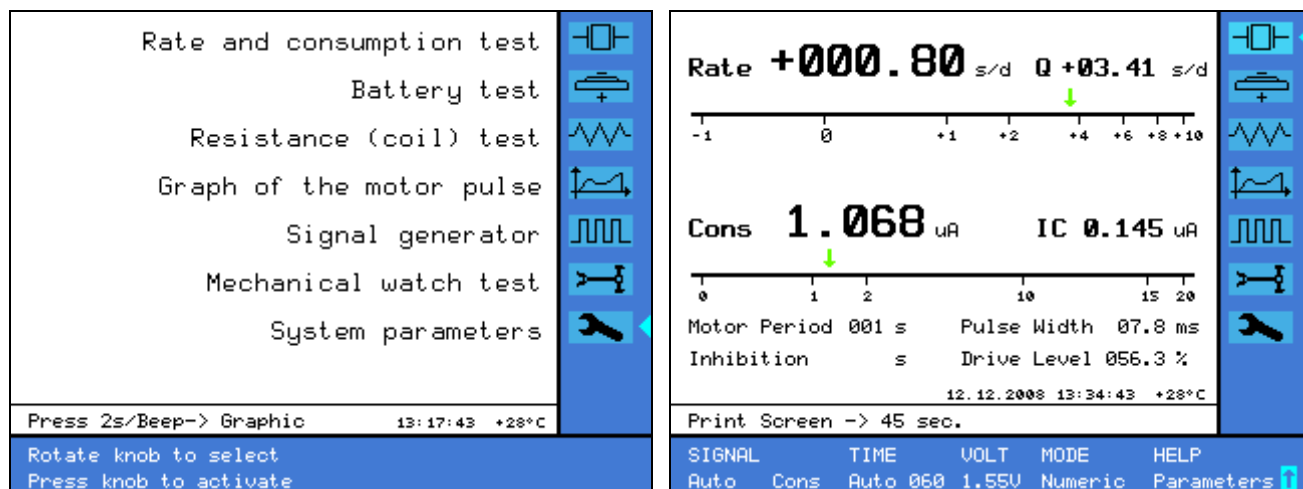 Rate and consumption test
Battery test
Resistance (coil) test
Graph of the motor pulse
Signal generator
Mechanical watch test
System parameters
Press 2s/Beep-> Graphic 13:17:43 +28°C
Rotate knob to select
Press knob to activate
Rate +000.80 s/d Q +03.41 s/d
-1 0 +1 +2 +4 +6 +8 +10
Cons 1.068 uA IC 0.145 uA
0 1 2 10 15 20
Motor Period 001 s Pulse Width 07.8 ms
Inhibition s Drive Level 056.3 %
12.12.2008 13:34:43 +28°C
Print Screen -> 45 sec.
SIGNAL TIME VOLT MODE HELP
Auto Cons Auto 060 1.55V Numeric Parameters